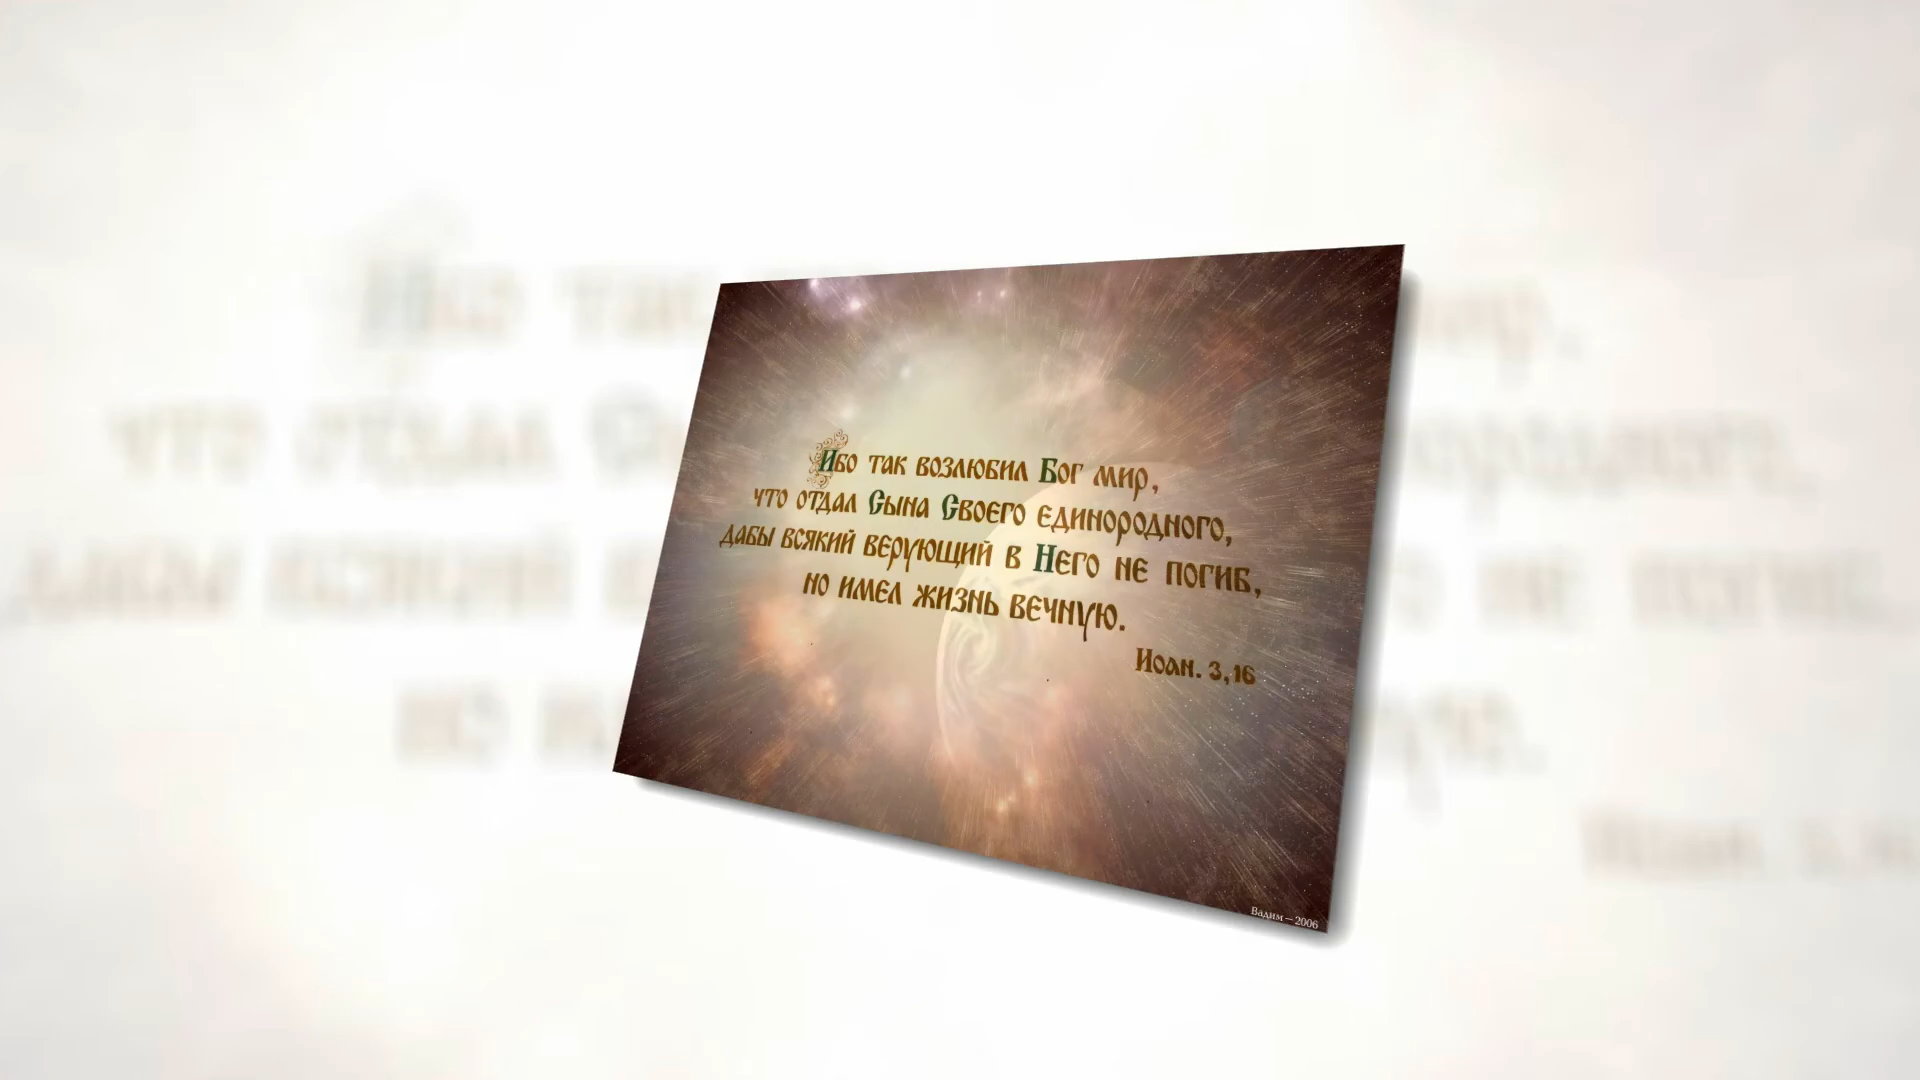 Ибо так возлюбил Бог мир,
что отдал Сына Своего единородного,
дабы всякий верующий в Него не погиб,
но имел жизнь вечную.
Иоан. 3,16
Вадим — 2006